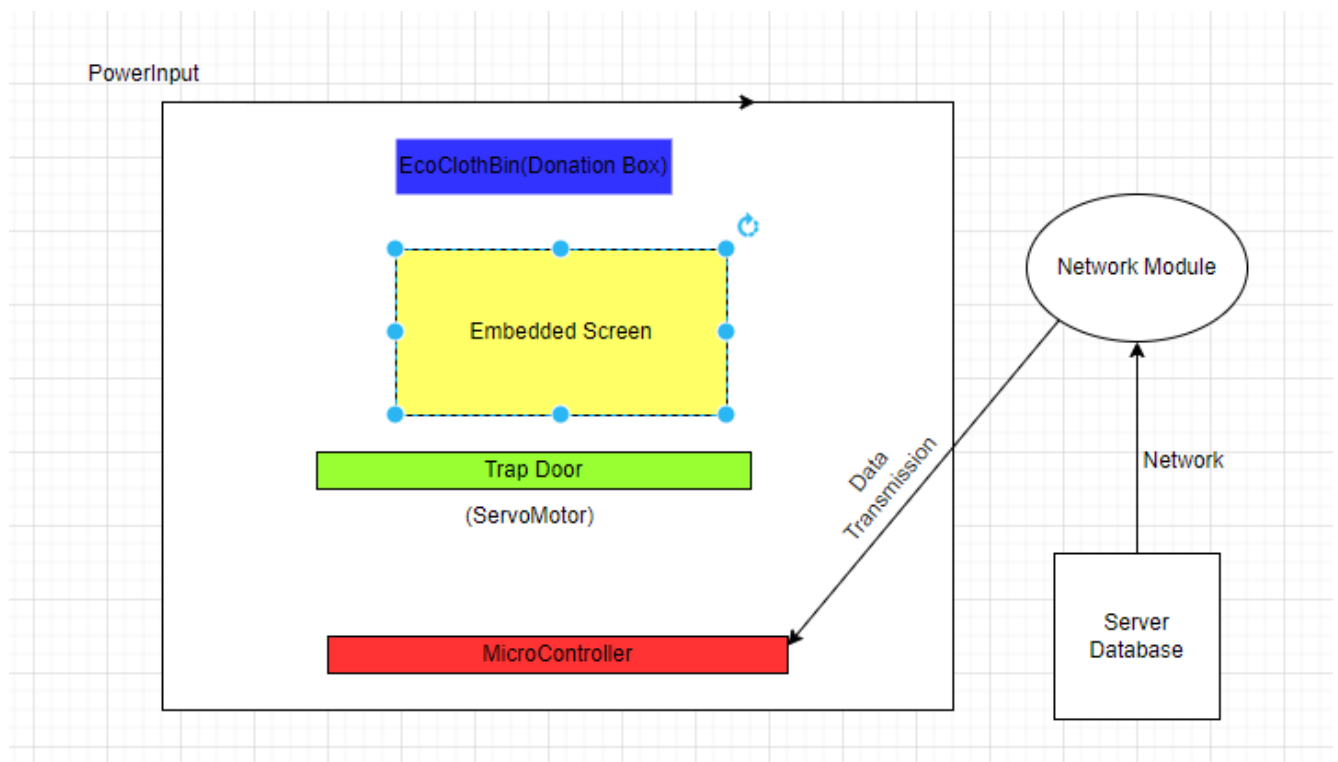 PowerInput
EcoClothBin(Donation Box)
Embedded Screen
Trap Door
(ServoMotor)
MicroController
Data
Transmission
Network Module
Network
Server
Database